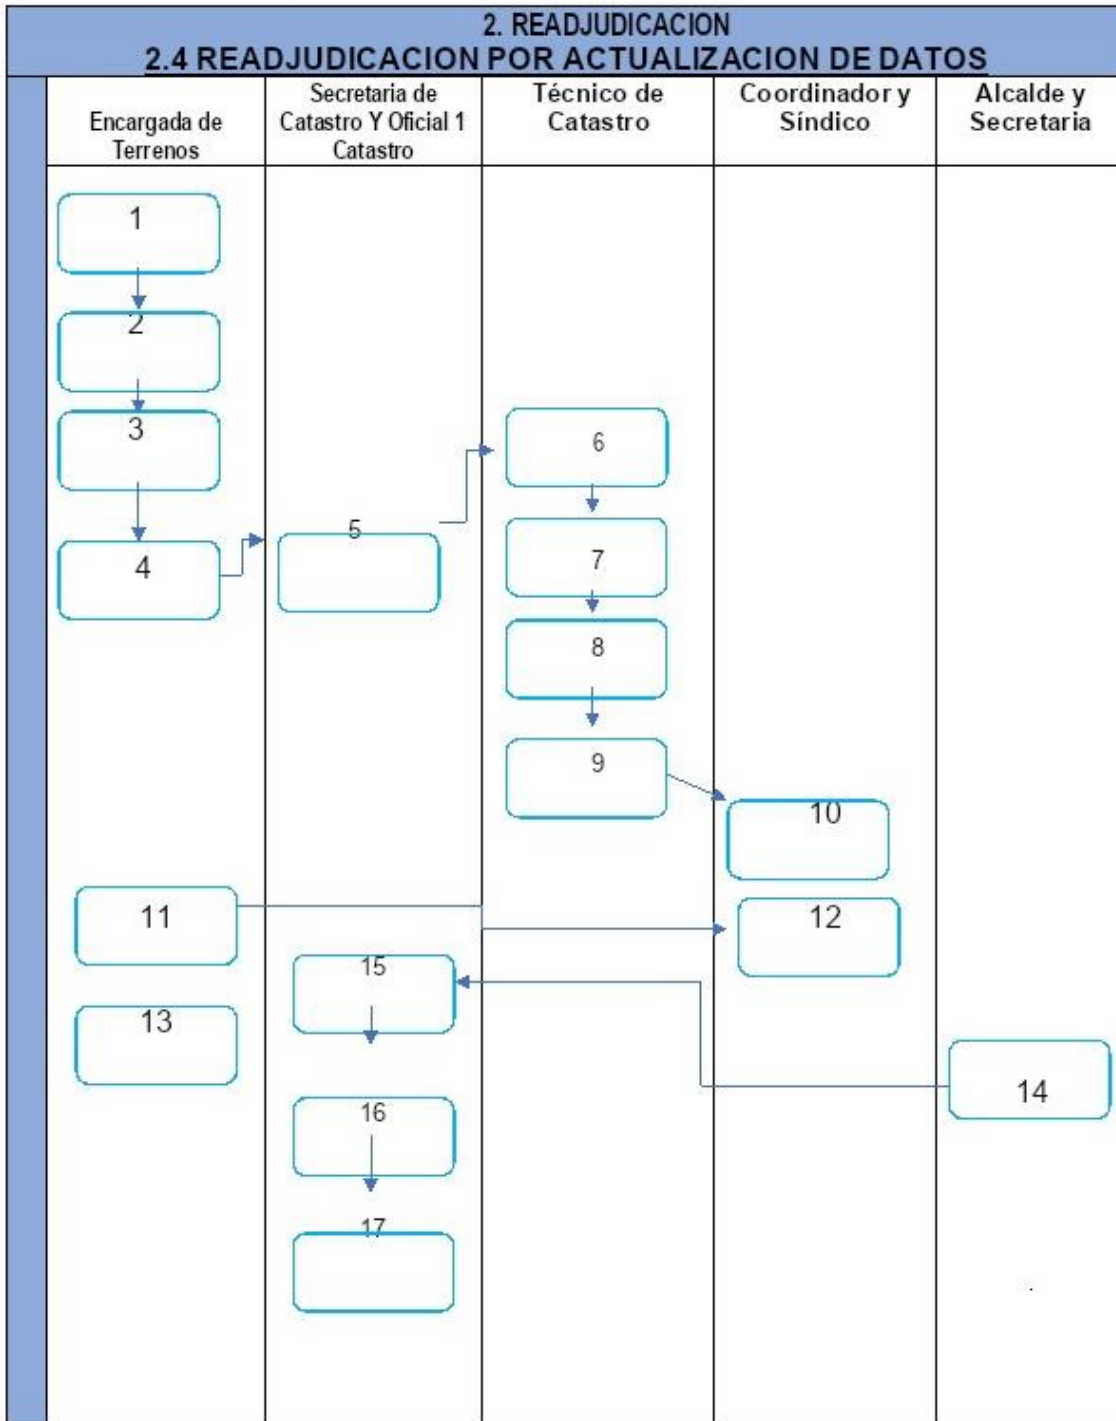 2. READJUDICACION
2.4 READJUDICACION POR ACTUALIZACION DE DATOS
Encargada de
Terrenos
Secretaria de
Catastro Y Oficial 1
Catastro
Técnico de
Catastro
Coordinador y
Síndico
Alcalde y
Secretaria
1
2
3
4
5
6
7
8
9
10
11
12
13
14
15
16
17